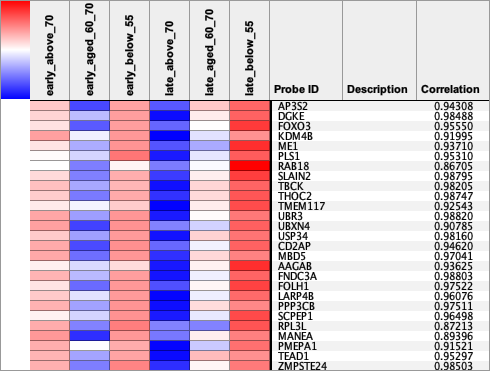 early_above_70
early_aged_60_70
early_below_55
late_above_70
late_aged_60_70
late_below_55
Probe ID Description Correlation
AP3S2 0.94308
DGKE 0.98488
FOXO3 0.95550
KDM4B 0.91995
ME1 0.93710
PLS1 0.95310
RAB18 0.86705
SLAIN2 0.98795
TBCK 0.98205
THOC2 0.98747
TMEM117 0.92543
UBR3 0.98820
UBXN4 0.90785
USP34 0.98160
CD2AP 0.94620
MBD5 0.97041
AAGAB 0.93625
FNDC3A 0.98803
FOLH1 0.97522
LARP4B 0.96076
PPP3CB 0.97511
SCPEP1 0.96498
RPL3L 0.87213
MANEA 0.89396
PMEPA1 0.91521
TEAD1 0.95297
ZMPSTE24 0.98503